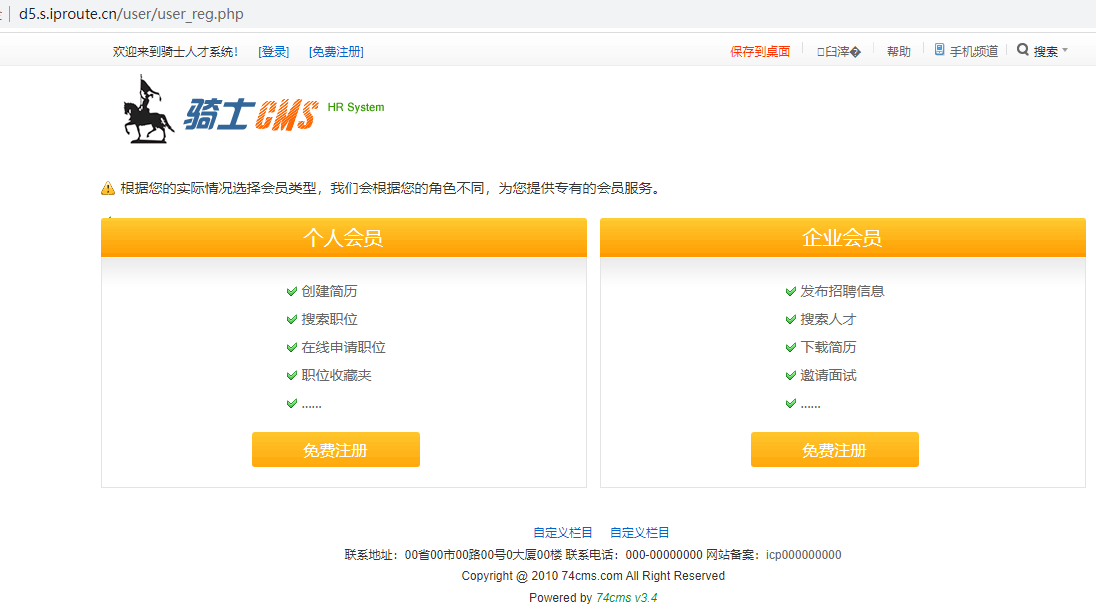 d5.s.iproute.cn/user/user_reg.php
欢迎来到骑士人才系统! [登录] [免费注册] 保存到桌面 臼滓� 帮助 手机频道 搜索
骑士CMS HR System
根据您的实际情况选择会员类型，我们会根据您的角色不同，为您提供专有的会员服务。
个人会员
创建简历
搜索职位
在线申请职位
职位收藏夹
......
免费注册
企业会员
发布招聘信息
搜索人才
下载简历
邀请面试
......
免费注册
自定义栏目 自定义栏目
联系地址：00省00市00路00号0大厦00楼 联系电话：000-00000000 网站备案：icp000000000
Copyright @ 2010 74cms.com All Right Reserved
Powered by 74cms v3.4